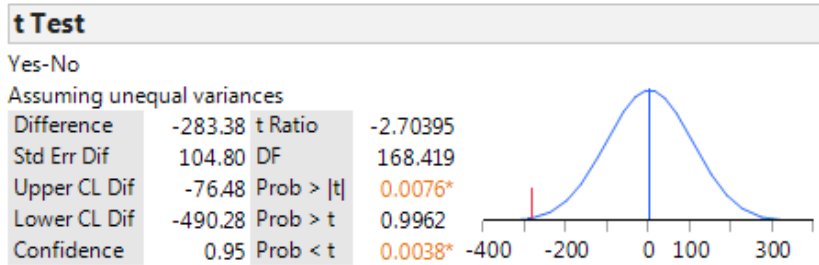 t Test
Yes-No
Assuming unequal variances
Difference -283.38 t Ratio -2.70395
Std Err Dif 104.80 DF 168.419
Upper CL Dif -76.48 Prob > |t| 0.0076*
Lower CL Dif -490.28 Prob > t 0.9962
Confidence 0.95 Prob < t 0.0038*
-400 -200 0 100 300